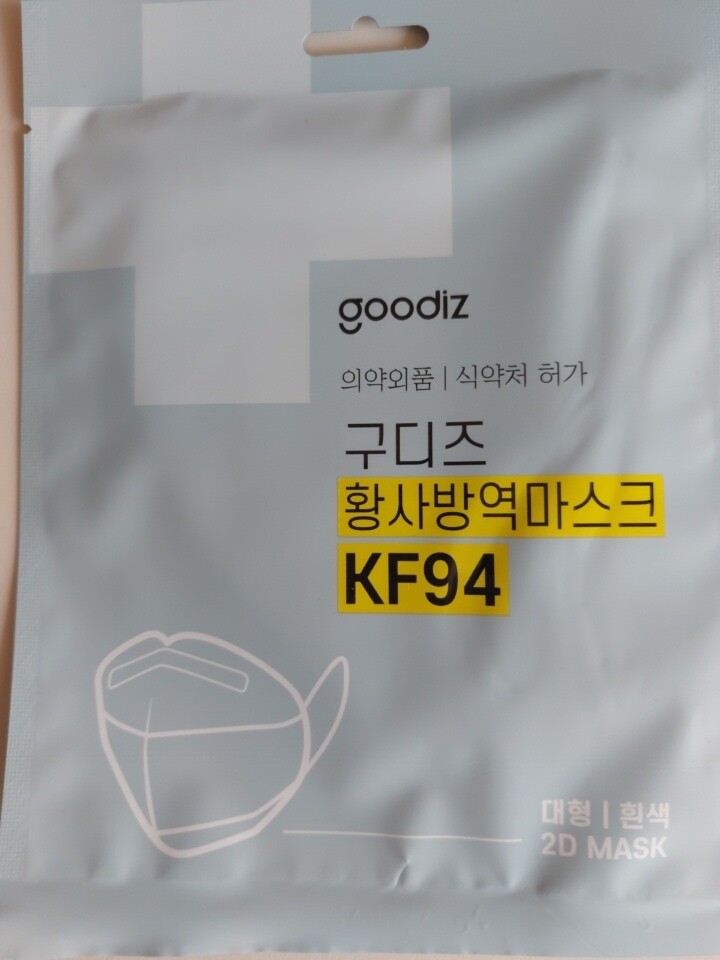 goodiz
의약외품 | 식약처 허가
구디즈
황사방역마스크
KF94
대형 | 흰색
2D MASK